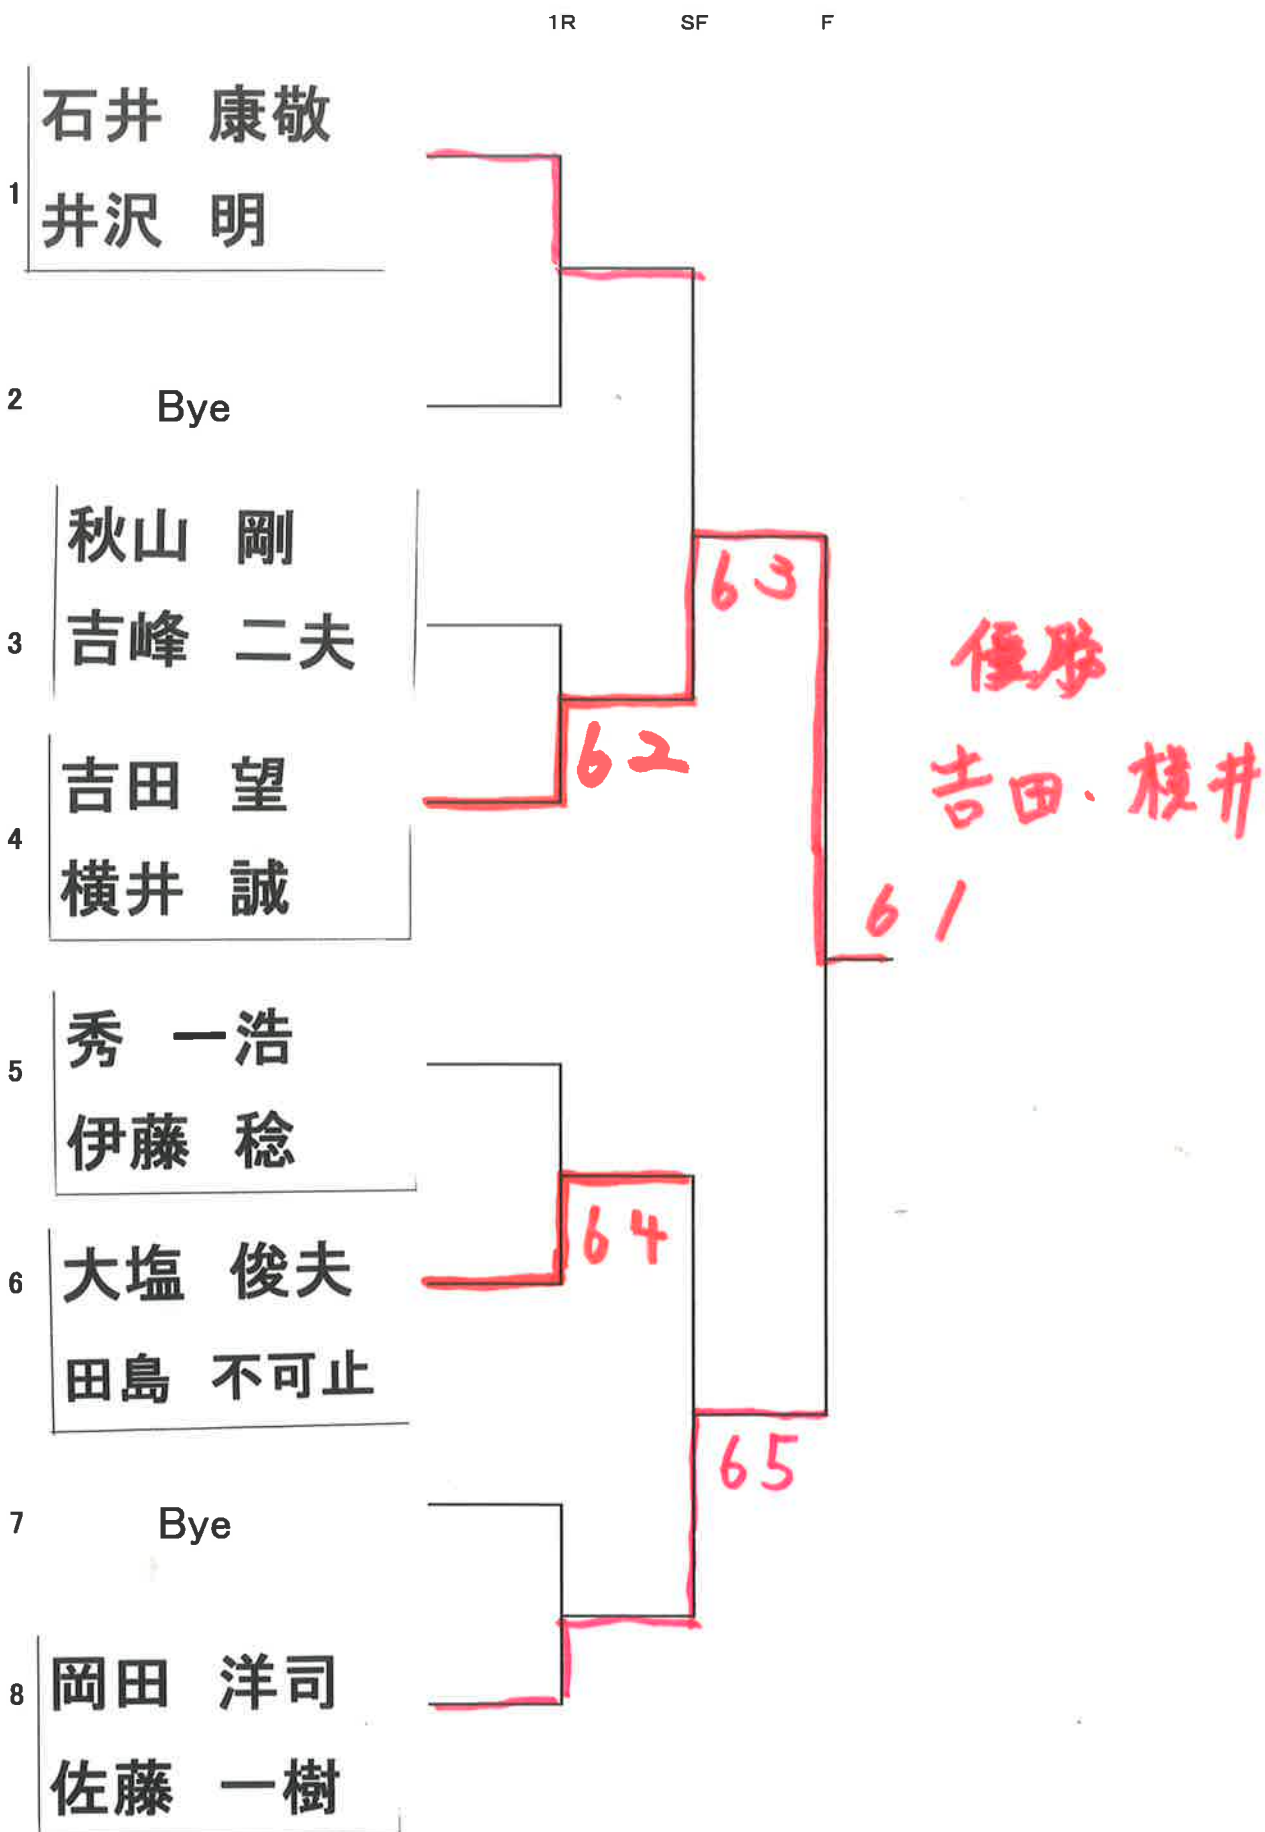 1R SF F
石井 康敬
1
井沢 明
2 Bye
秋山 剛
3 吉峰 二夫
63
優勝
吉田 望
62
吉田・横井
4
横井 誠
61
秀 一浩
5
伊藤 稔
64
6 大塩 俊夫
田島 不可止
65
7 Bye
8 岡田 洋司
佐藤 一樹